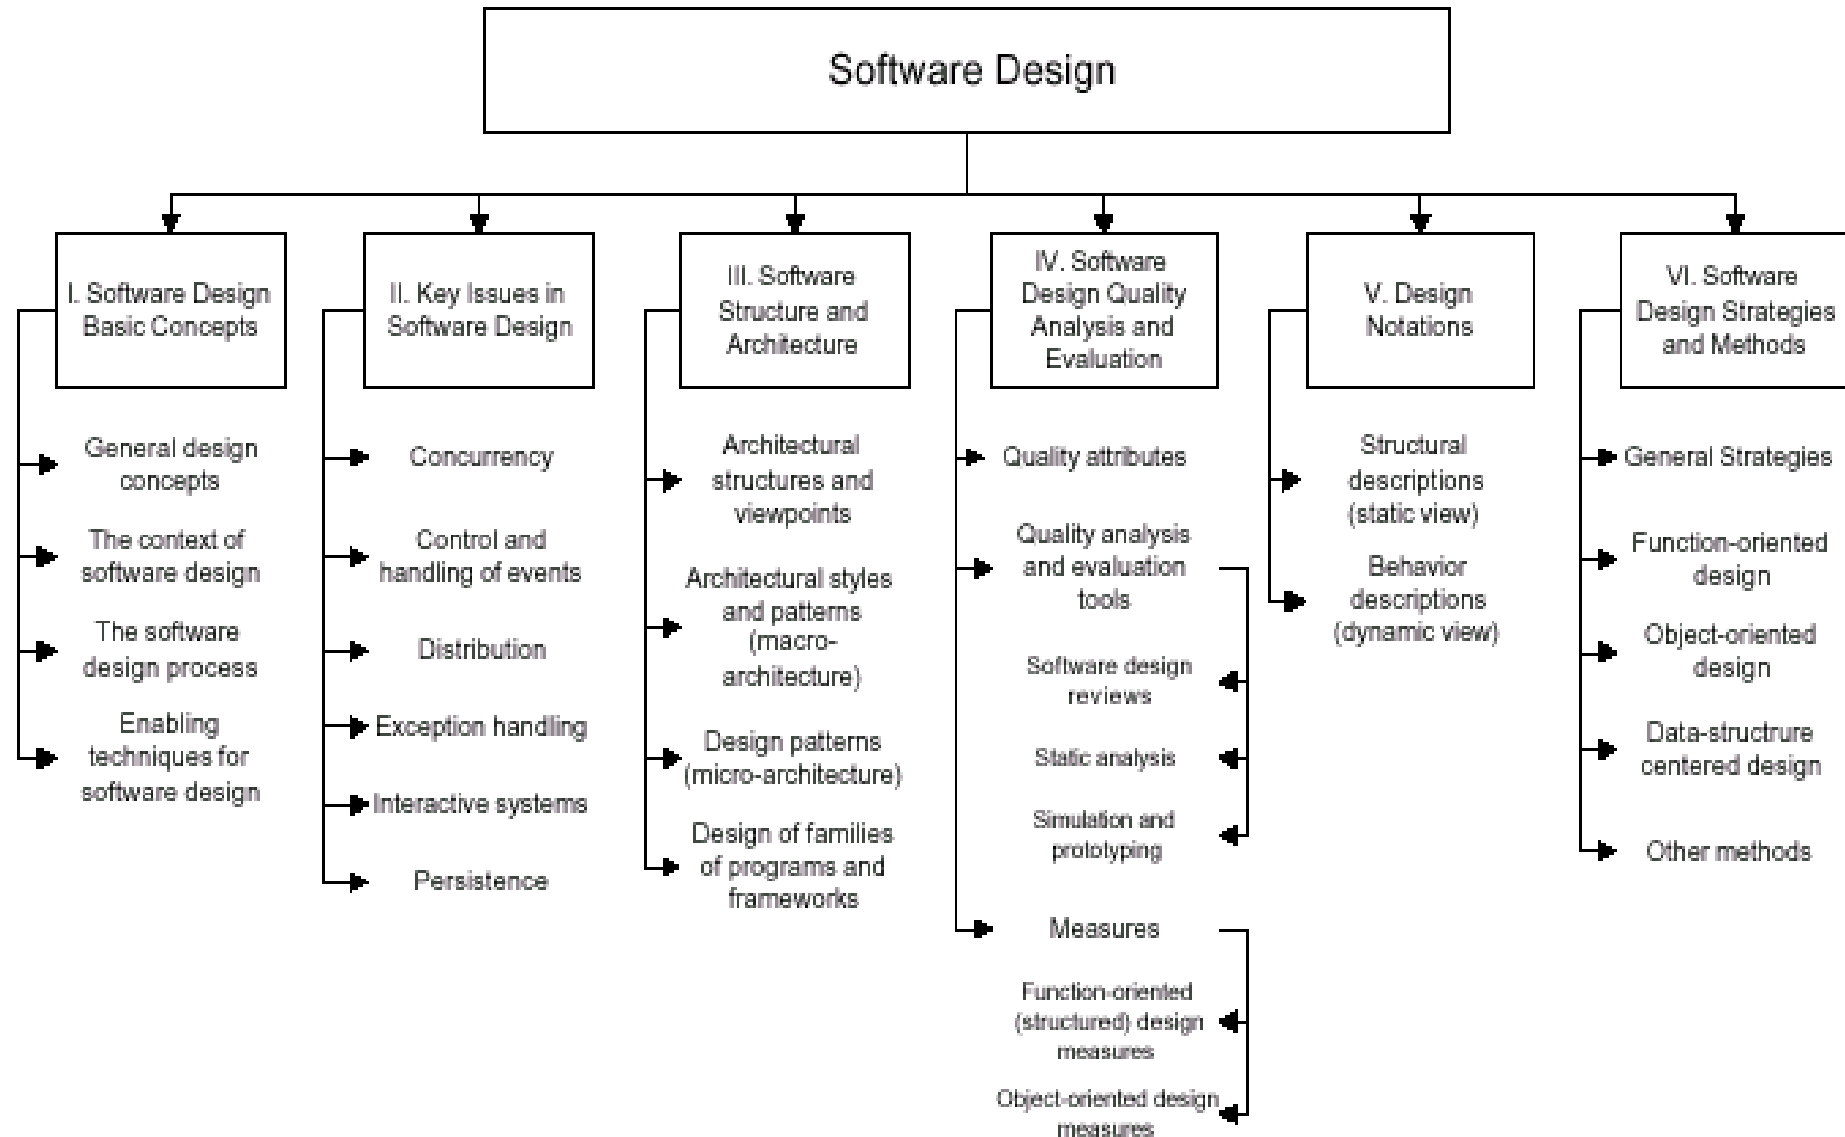 Software Design
I. Software Design
Basic Concepts
General design
concepts
The context of
software design
The software
design process
Enabling
techniques for
software design
II. Key Issues in
Software Design
Concurrency
Control and
handling of events
Distribution
Exception handling
Interactive systems
Persistence
III. Software
Structure and
Architecture
Architectural
structures and
viewpoints
Architectural styles
and patterns
(macro-
architecture)
Design patterns
(micro-architecture)
Design of families
of programs and
frameworks
IV. Software
Design Quality
Analysis and
Evaluation
Quality attributes
Quality analysis
and evaluation
tools
Software design
reviews
Static analysis
Simulation and
prototyping
Measures
Function-oriented
(structured) design
measures
Object-oriented design
measures
V. Design
Notations
Structural
descriptions
(static view)
Behavior
descriptions
(dynamic view)
VI. Software
Design Strategies
and Methods
General Strategies
Function-oriented
design
Object-oriented
design
Data-structrure
centered design
Other methods